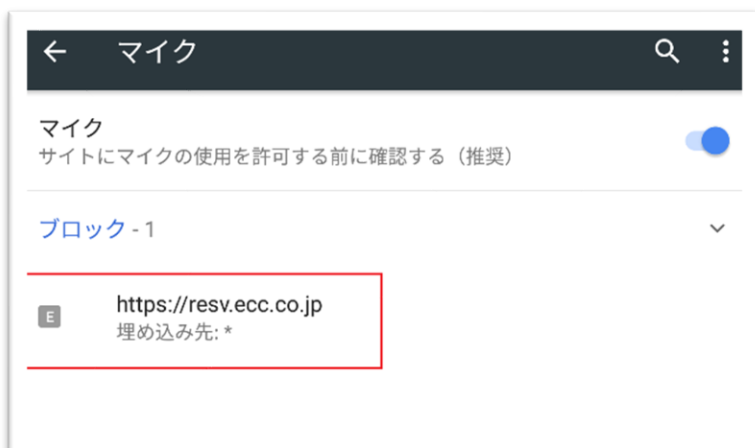 マイク
マイク
サイトにマイクの使用を許可する前に確認する（推奨）
ブロック - 1
E
https://resv.ecc.co.jp
埋め込み先: *